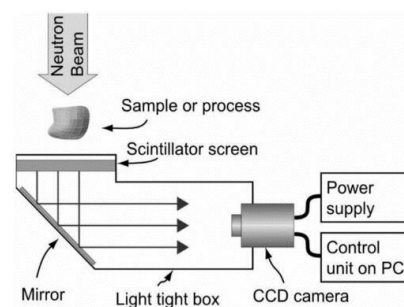 Neutron
Beam
Sample or process
Scintillator screen
Power
supply
Control
unit on PC
Mirror
Light tight box
CCD camera